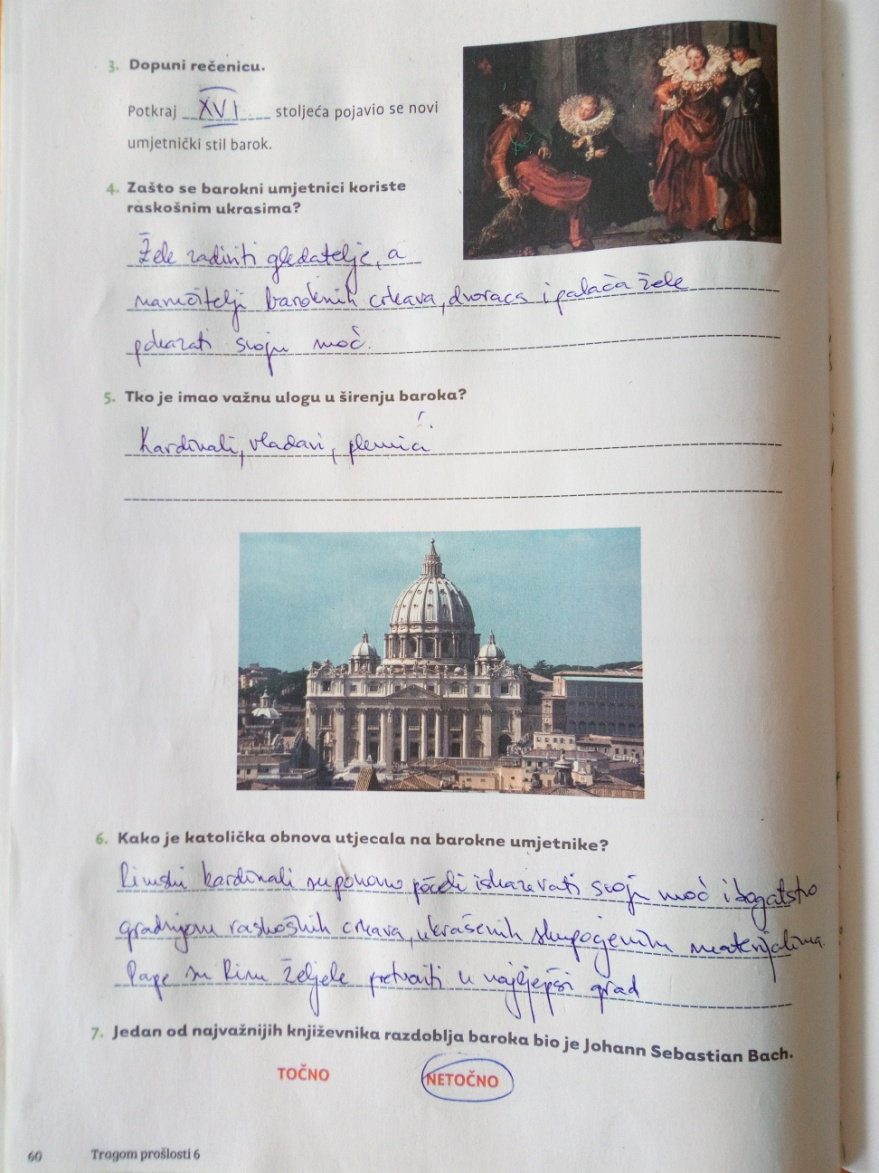 3. Dopuni rečenicu.
Potkraj XVI stoljeća pojavio se novi
umjetnički stil barok.
4. Zašto se barokni umjetnici koriste
raskošnim ukrasima?
Žele zadiviti gledatelje, a
naručitelji baroknih crkava, dvoraca i palača žele
pokazati svoju moć.
5. Tko je imao važnu ulogu u širenju baroka?
Kardinali, vladari, plemići
6. Kako je katolička obnova utjecala na barokne umjetnike?
Rimski kardinali su ponovno počeli iskazivati svoju moć i bogatstvo
gradnjom raskošnih crkava, ukrašenih skupocjenim materijalima.
Pape su Rim željele pretvoriti u najljepši grad
7. Jedan od najvažnijih književnika razdoblja baroka bio je Johann Sebastian Bach.
TOČNO NETOČNO
60 Tragom prošlosti 6